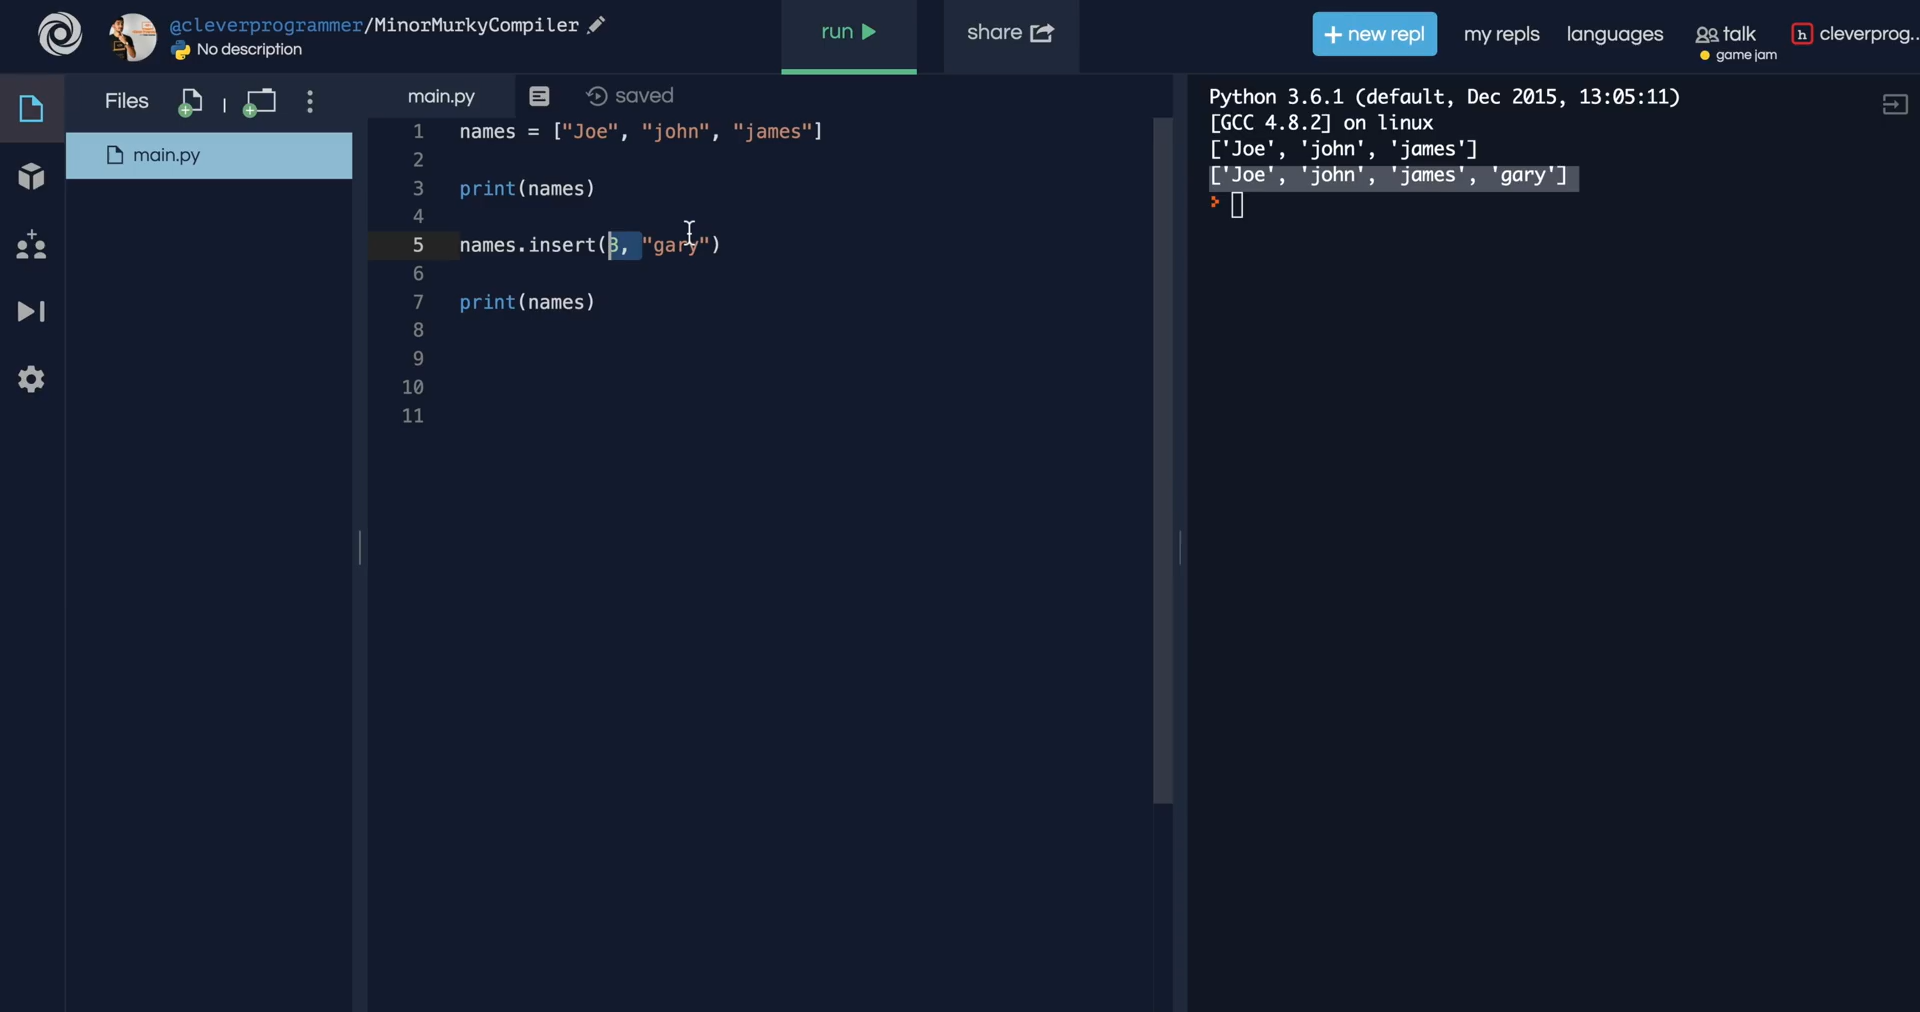 @cleverprogrammer/MinorMurkyCompiler
No description
run
share
+ new repl
my repls
languages
talk
game jam
h
cleverprog..
Files
main.py
main.py
saved
1 names = ["Joe", "john", "james"]
2
3 print(names)
4
5 names.insert(3, "gary")
6
7 print(names)
8
9
10
11
Python 3.6.1 (default, Dec 2015, 13:05:11)
[GCC 4.8.2] on linux
['Joe', 'john', 'james']
['Joe', 'john', 'james', 'gary']